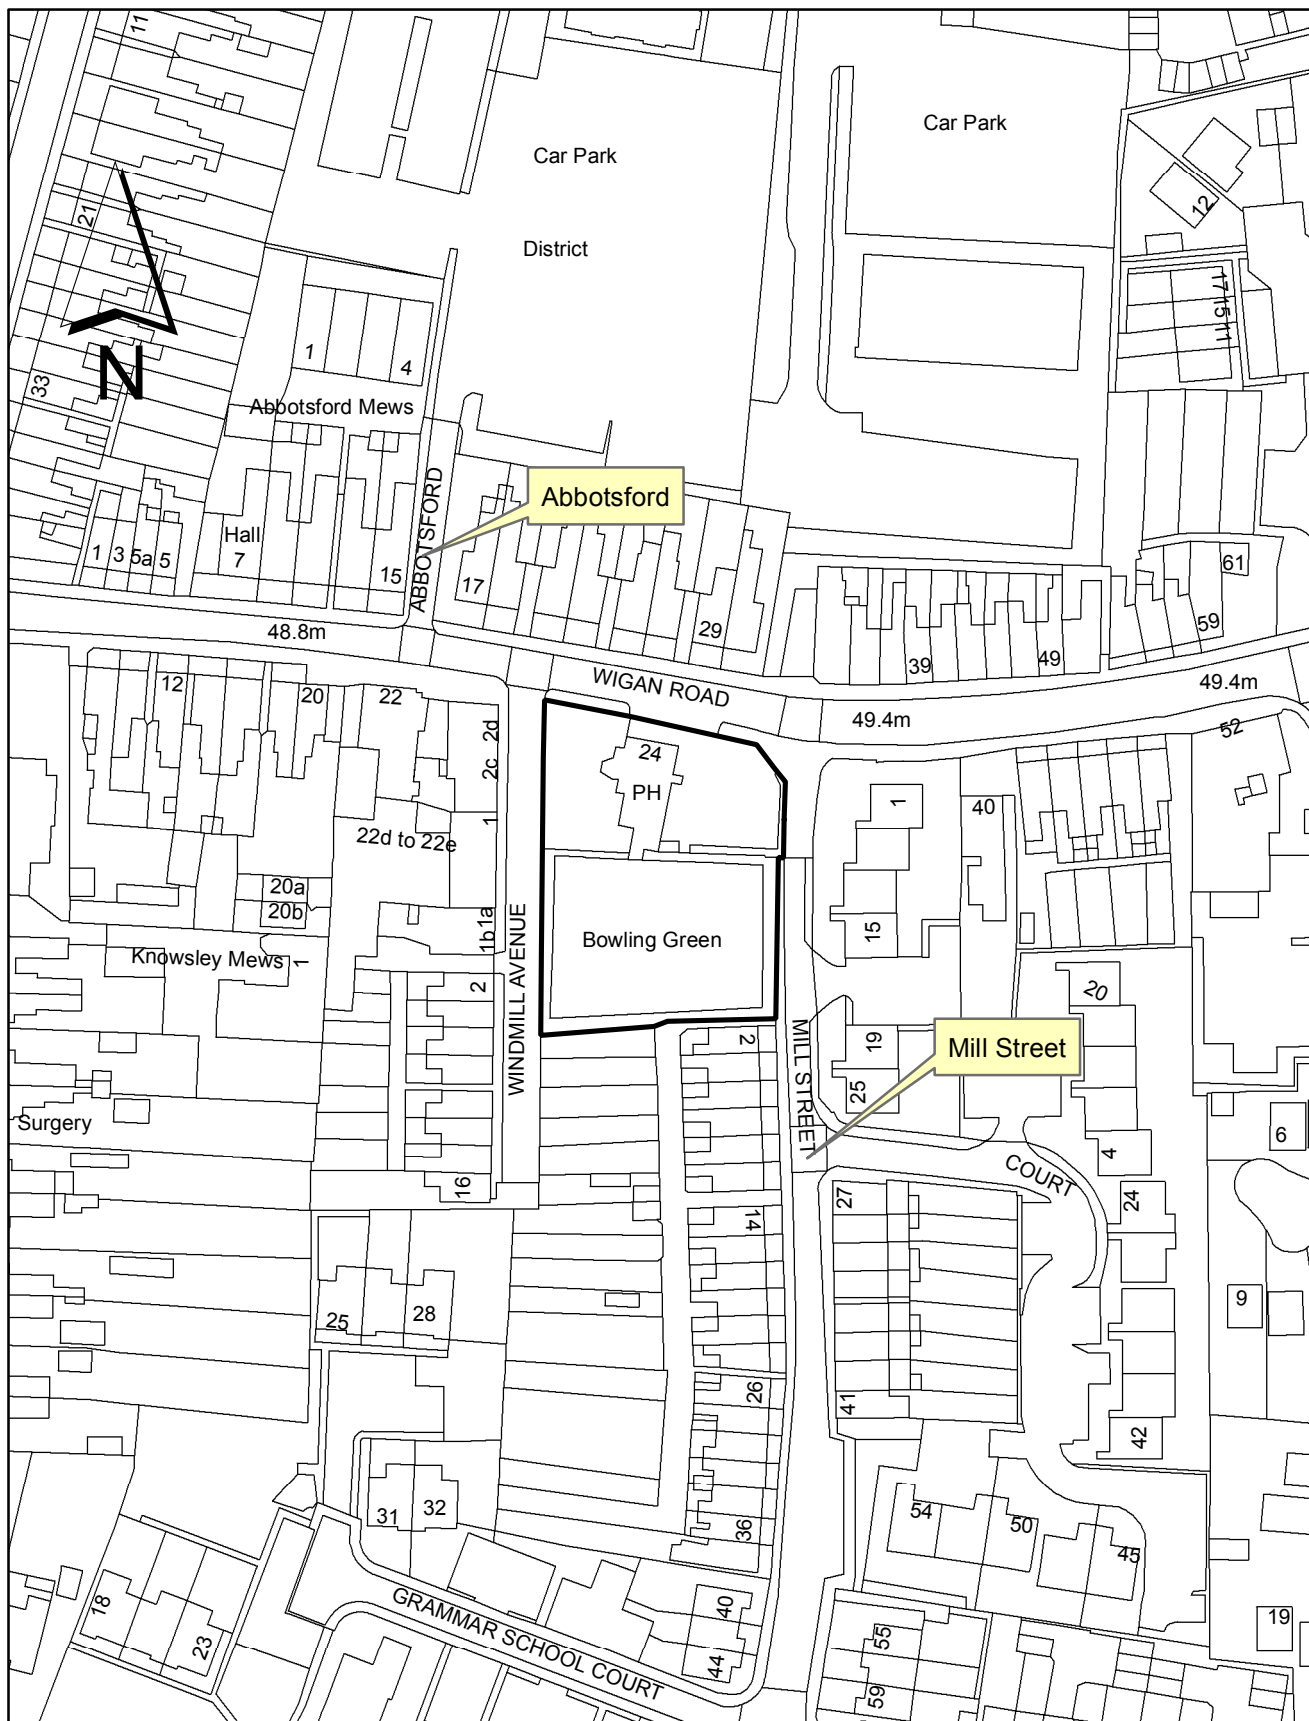 11
Car Park
Car Park
21
12
District
17 15 11
N
1
4
33
Abbotsford Mews
Abbotsford
ABBOTSFORD
Hall
7
1
3
5a
5
15
17
61
29
59
39
49
48.8m
WIGAN ROAD
49.4m
49.4m
12
20
22
2d
24
52
2c
PH
1
40
1
22d to 22e
20a
20b
1a
1b
15
Bowling Green
Knowsley Mews
1
2
WINDMILL AVENUE
20
MILL STREET
2
19
Mill Street
25
Surgery
6
4
COURT
16
27
24
14
25
28
9
26
41
42
31
32
54
50
36
45
18
23
GRAMMAR SCHOOL COURT
40
44
55
59
19